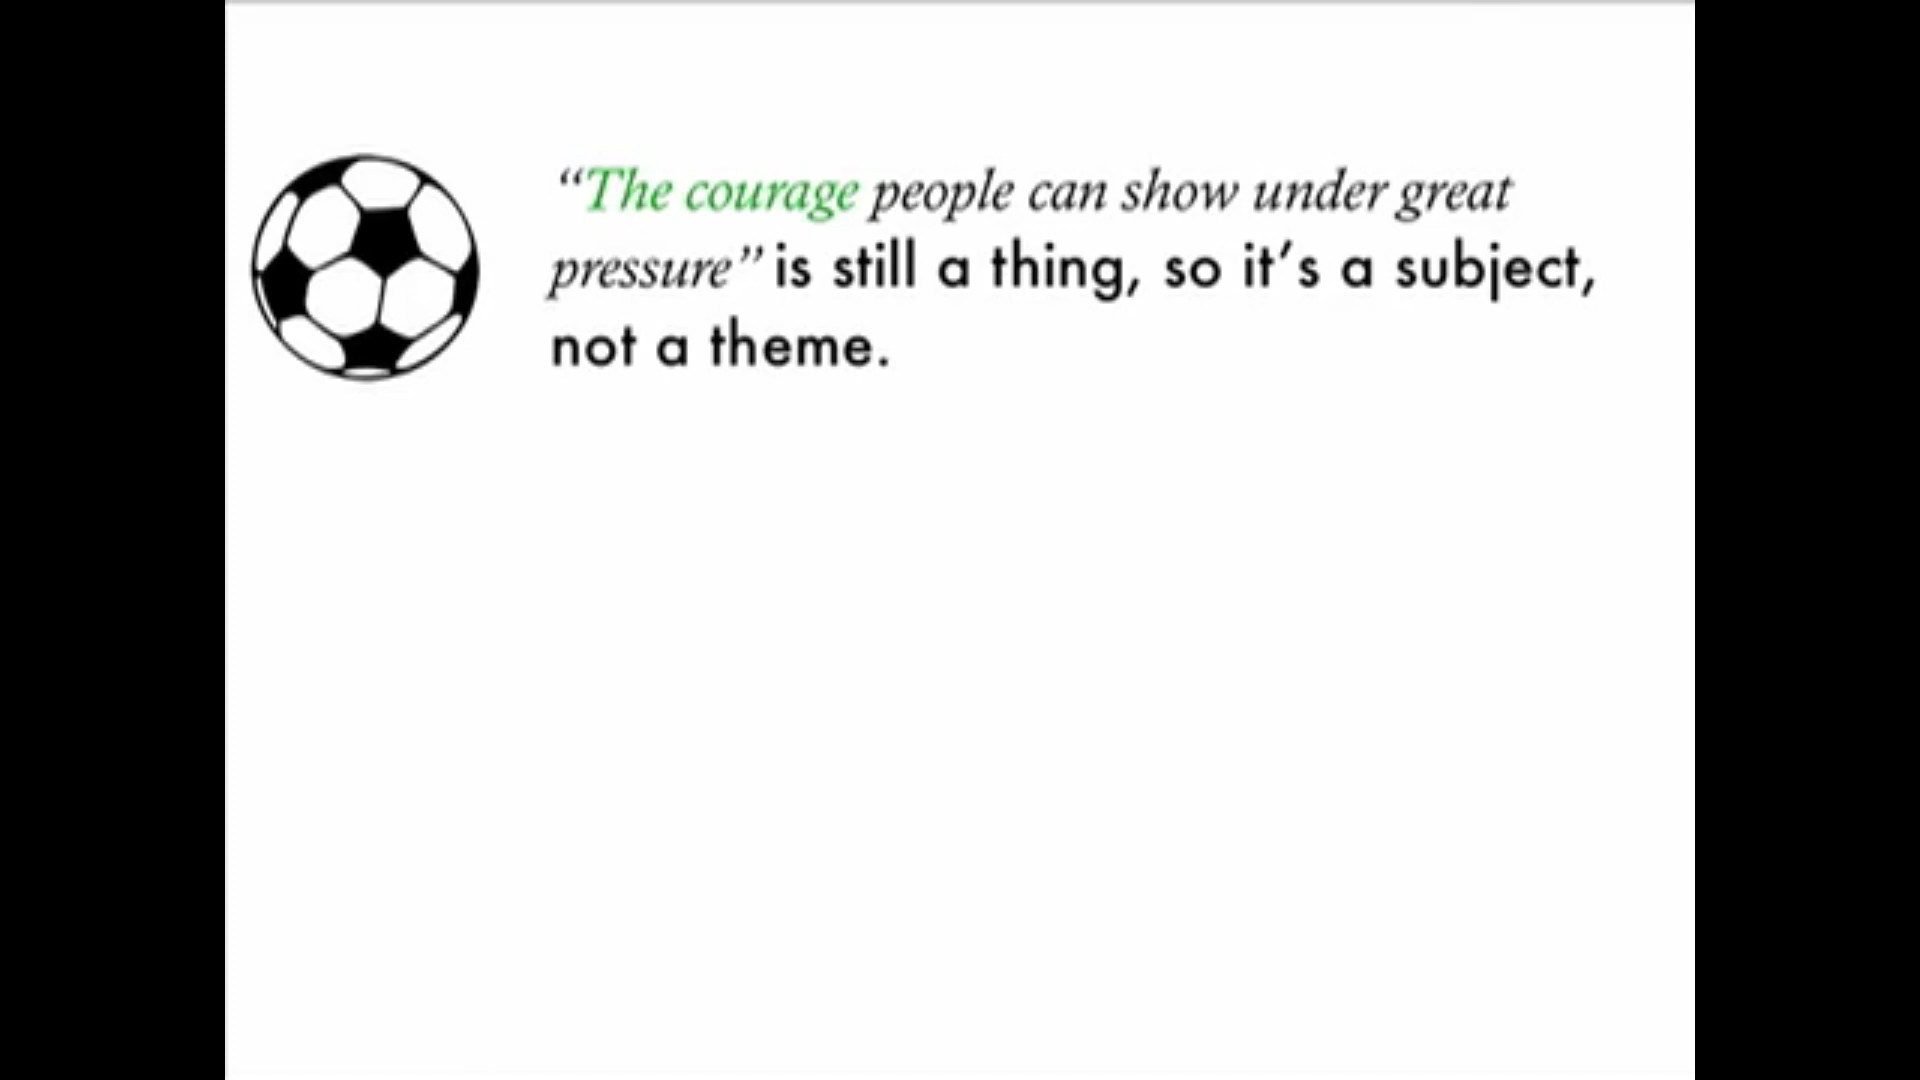 “The courage people can show under great
pressure” is still a thing, so it’s a subject,
not a theme.